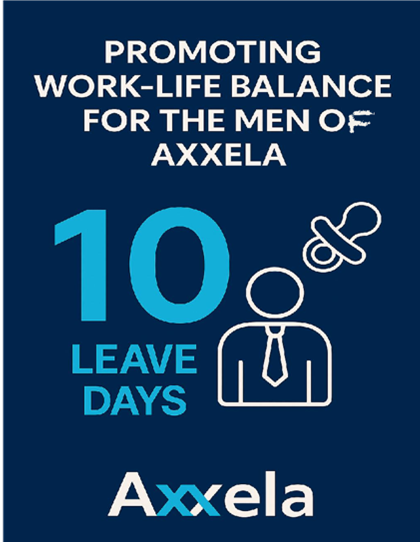 PROMOTING
WORK-LIFE BALANCE
FOR THE MEN OF
AXXELA
10
LEAVE
DAYS
Axxela